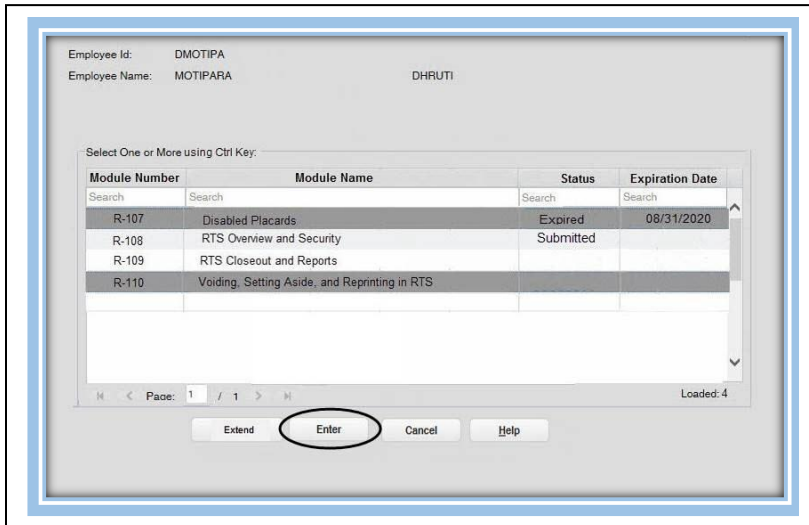 Employee Id: DMOTIPA
Employee Name: MOTIPARA DHRUTI
Select One or More using Ctrl Key:
Module Number Module Name Status Expiration Date
Search Search Search Search
R-107 Disabled Placards Expired 08/31/2020
R-108 RTS Overview and Security Submitted
R-109 RTS Closeout and Reports
R-110 Voiding, Setting Aside, and Reprinting in RTS
Page: 1 / 1 Loaded: 4
Extend Enter Cancel Help